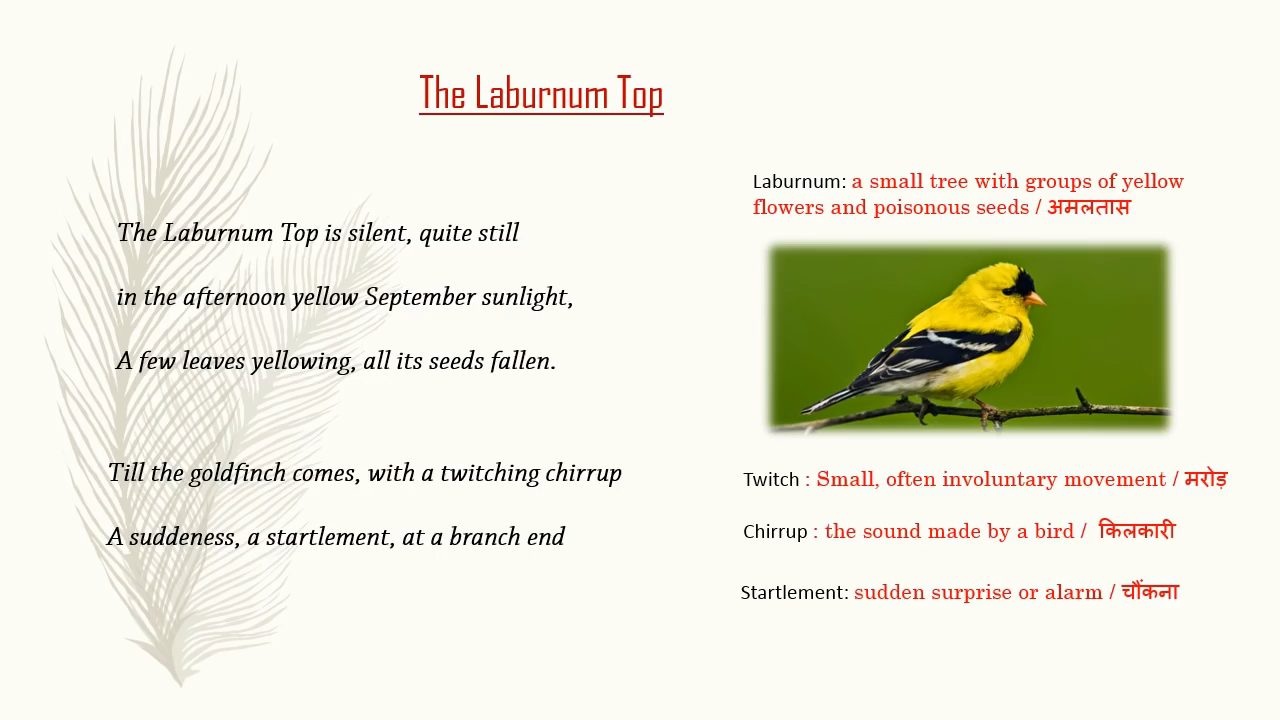 The Laburnum Top
The Laburnum Top is silent, quite still
in the afternoon yellow September sunlight,
A few leaves yellowing, all its seeds fallen.
Till the goldfinch comes, with a twitching chirrup
A suddeness, a startlement, at a branch end
Laburnum: a small tree with groups of yellow
flowers and poisonous seeds / अमलतास
Twitch : Small, often involuntary movement / मरोड़
Chirrup : the sound made by a bird / किलकारी
Startlement: sudden surprise or alarm / चौंकना